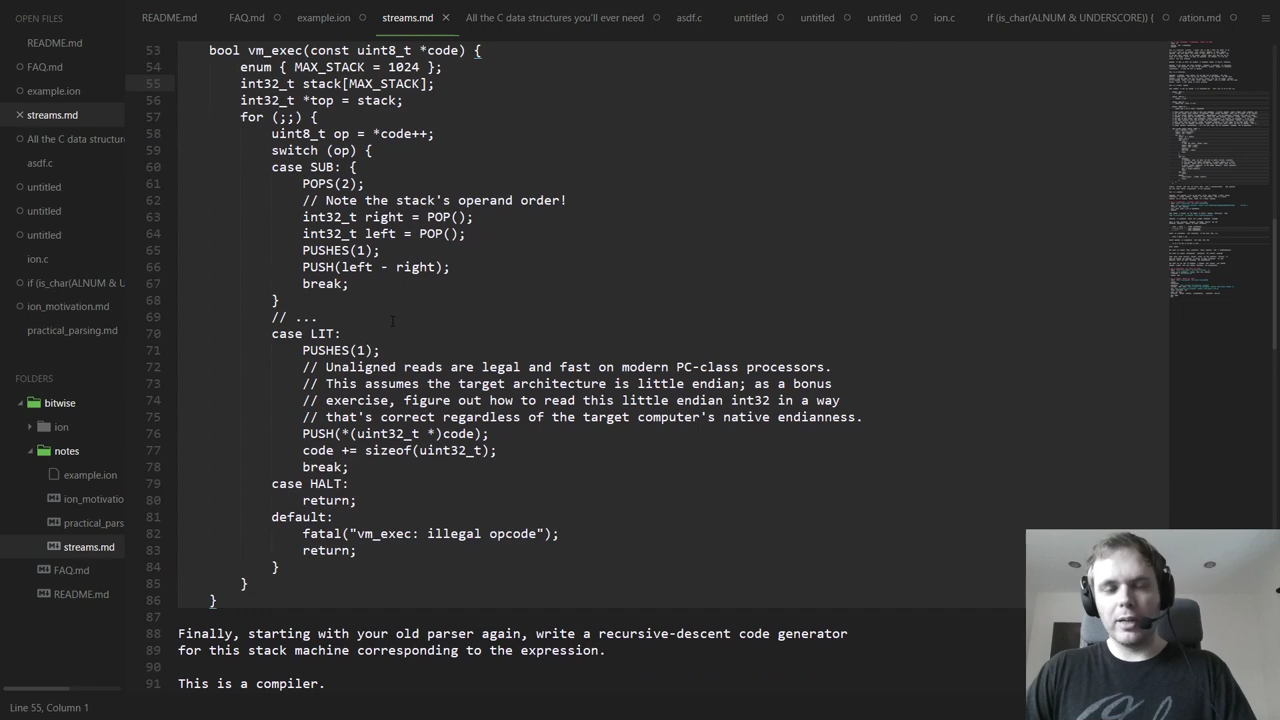 OPEN FILES
README.md
FAQ.md
example.ion
streams.md
All the C data structure
asdf.c
untitled
untitled
untitled
ion.c
if (is_char(ALNUM & U
ion_motivation.md
practical_parsing.md
FOLDERS
bitwise
ion
notes
example.ion
ion_motivatio
practical_pars
streams.md
FAQ.md
README.md
README.md FAQ.md example.ion streams.md All the C data structures you'll ever need asdf.c untitled untitled untitled ion.c if (is_char(ALNUM & UNDERSCORE)) { vation.md
53 bool vm_exec(const uint8_t *code) {
54 enum { MAX_STACK = 1024 };
55 int32_t stack[MAX_STACK];
56 int32_t *top = stack;
57 for (;;) {
58 uint8_t op = *code++;
59 switch (op) {
60 case SUB: {
61 POPS(2);
62 // Note the stack's operand order!
63 int32_t right = POP();
64 int32_t left = POP();
65 PUSHES(1);
66 PUSH(left - right);
67 break;
68 }
69 // ...
70 case LIT:
71 PUSHES(1);
72 // Unaligned reads are legal and fast on modern PC-class processors.
73 // This assumes the target architecture is little endian; as a bonus
74 // exercise, figure out how to read this little endian int32 in a way
75 // that's correct regardless of the target computer's native endianness.
76 PUSH(*(uint32_t *)code);
77 code += sizeof(uint32_t);
78 break;
79 case HALT:
80 return;
81 default:
82 fatal("vm_exec: illegal opcode");
83 return;
84 }
85 }
86 }
87
88 Finally, starting with your old parser again, write a recursive-descent code generator
89 for this stack machine corresponding to the expression.
90
91 This is a compiler.
Line 55, Column 1